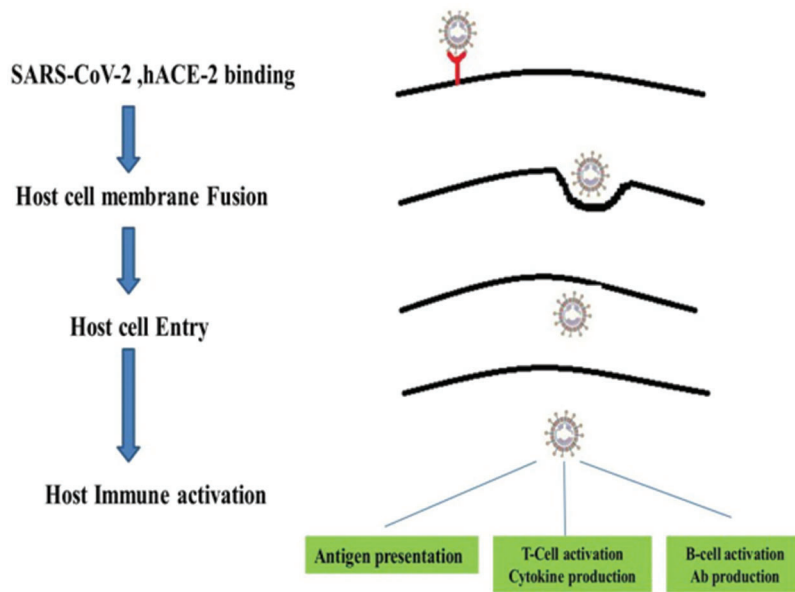 SARS-CoV-2 ,hACE-2 binding
Host cell membrane Fusion
Host cell Entry
Host Immune activation
Antigen presentation
T-Cell activation
Cytokine production
B-cell activation
Ab production